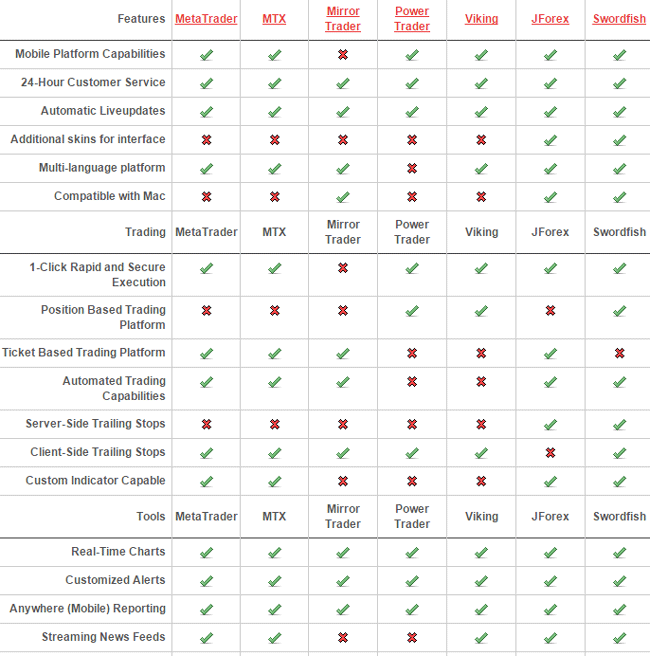 Features MetaTrader MTX Mirror Trader Power Trader Viking JForex Swordfish
Mobile Platform Capabilities
24-Hour Customer Service
Automatic Liveupdates
Additional skins for interface
Multi-language platform
Compatible with Mac
Trading MetaTrader MTX Mirror Trader Power Trader Viking JForex Swordfish
1-Click Rapid and Secure
Execution
Position Based Trading
Platform
Ticket Based Trading Platform
Automated Trading
Capabilities
Server-Side Trailing Stops
Client-Side Trailing Stops
Custom Indicator Capable
Tools MetaTrader MTX Mirror Trader Power Trader Viking JForex Swordfish
Real-Time Charts
Customized Alerts
Anywhere (Mobile) Reporting
Streaming News Feeds